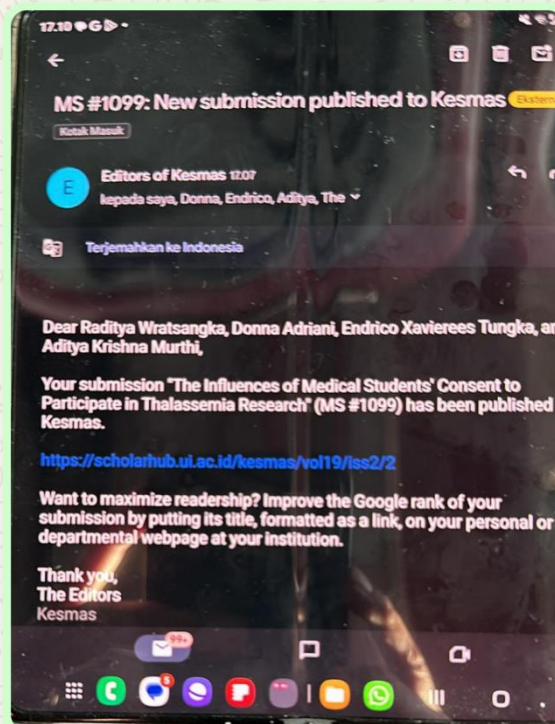 17.10
MS #1099: New submission published to Kesmas Ekstern
Kotak Masuk
E
Editors of Kesmas 17.07
kepada saya, Donna, Endrico, Aditya, The
Terjemahkan ke Indonesia
Dear Raditya Wratsangka, Donna Adriani, Endrico Xavierees Tungka, an
Aditya Krishna Murthi,
Your submission "The Influences of Medical Students' Consent to
Participate in Thalassemia Research" (MS #1099) has been published
Kesmas.
https://scholarhub.ui.ac.id/kesmas/vol19/iss2/2
Want to maximize readership? Improve the Google rank of your
submission by putting its title, formatted as a link, on your personal or
departmental webpage at your institution.
Thank you,
The Editors
Kesmas
99+
5